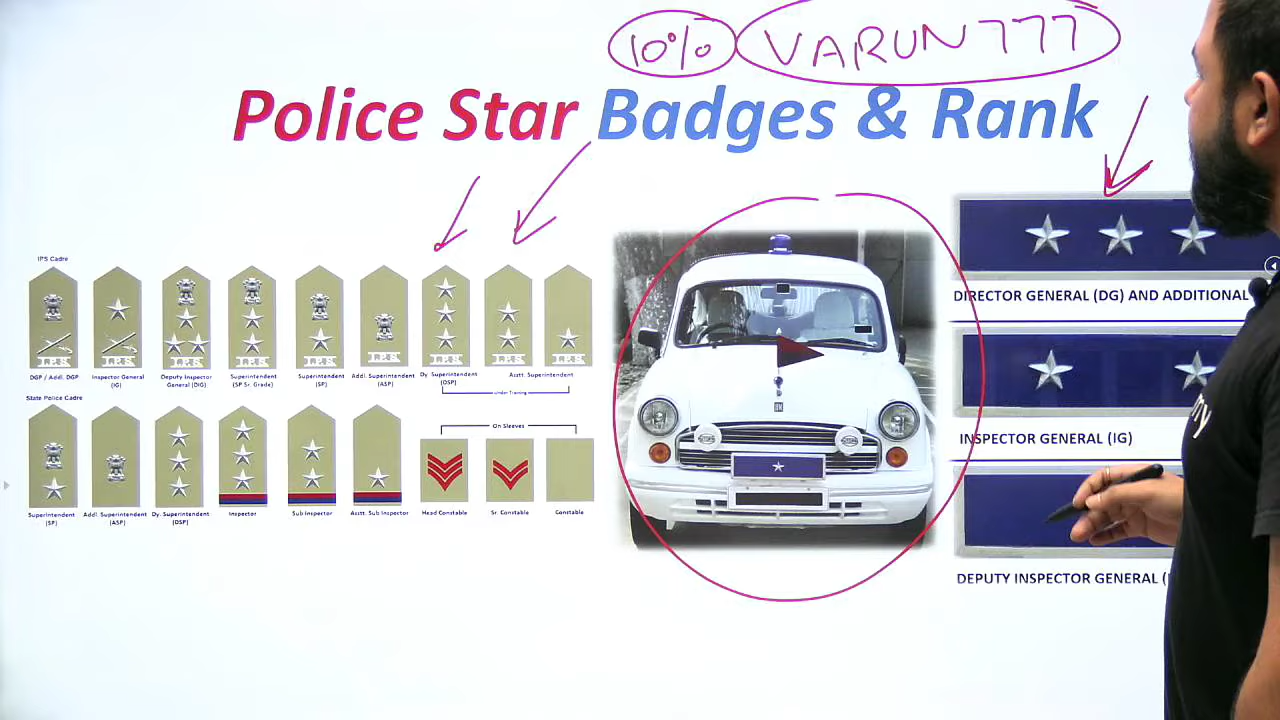 10% VARUN777
Police Star Badges & Rank
IPS Cadre
I.P.S. I.P.S. I.P.S. I.P.S. I.P.S. I.P.S. I.P.S. I.P.S. I.P.S.
DGP / Addl. DGP
Inspector General
(IG)
Deputy Inspector
General (DIG)
Superintendent
(SP Sr. Grade)
Superintendent
(SP)
Addl. Superintendent
(ASP)
Dy. Superintendent
(DSP)
Asstt. Superintendent
Under Training
State Police Cadre
On Sleeves
Superintendent
(SP)
Addl. Superintendent
(ASP)
Dy. Superintendent
(DSP)
Inspector
Sub Inspector
Asstt. Sub Inspector
Head Constable
Sr. Constable
Constable
DIRECTOR GENERAL (DG) AND ADDITIONAL
INSPECTOR GENERAL (IG)
DEPUTY INSPECTOR GENERAL (